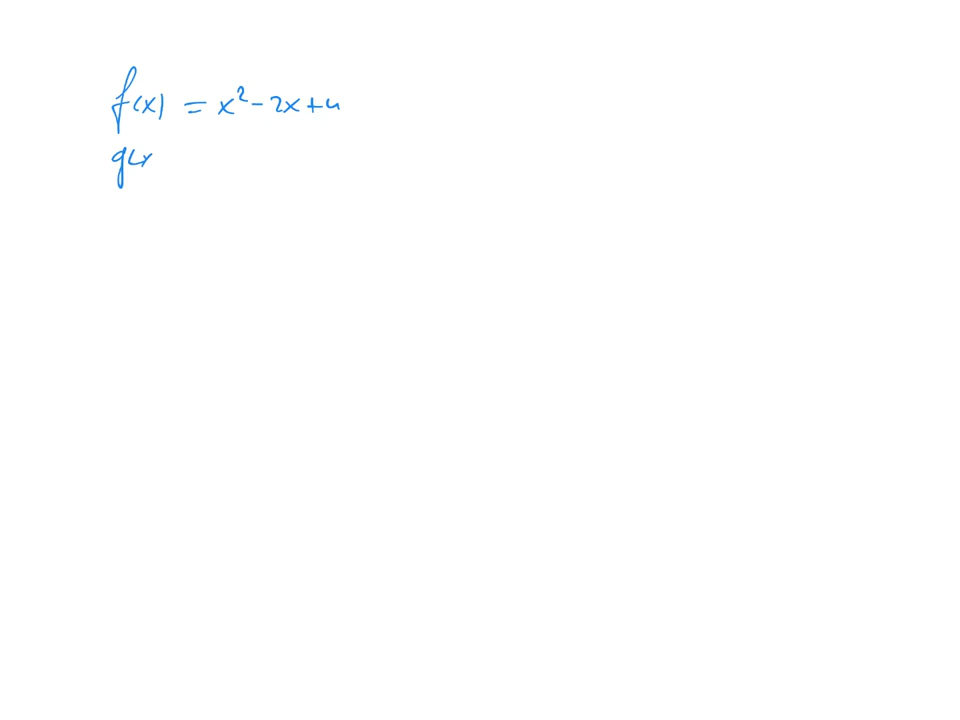 f(x) = x² - 2x + 4
g(x